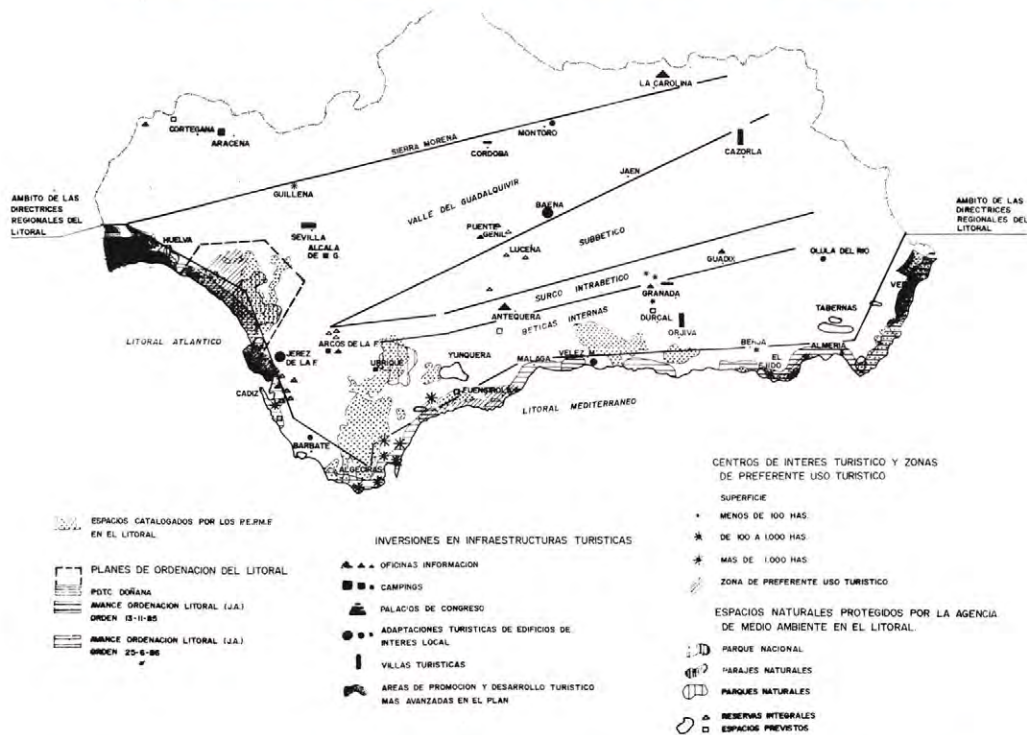 LA CAROLINA
CORTEGANA
ARACENA
MONTORO
SIERRA MORENA
CORDOBA
CAZORLA
JAEN
GUILLENA
VALLE DEL GUADALQUIVIR
AMBITO DE LAS
DIRECTRICES
REGIONALES DEL
LITORAL
AMBITO DE LAS
DIRECTRICES
REGIONALES DEL
LITORAL
BAENA
HUELVA
SEVILLA
ALCALA
DE G.
PUENTE
GENIL
LUCENA
SUBBETICO
GUADIX
OLULA DEL RIO
SURCO INTRABETICO
GRANADA
ANTEQUERA
DURCAL
TABERNAS
BETICAS INTERNAS
ORJIVA
LITORAL ATLANTICO
ARCOS DE LA F.
JEREZ
DE LA F.
UBRIQUE
YUNQUERA
MALAGA
VELEZ M.
BERJA
ALMERIA
EL
EJIDO
CADIZ
LITORAL MEDITERRANEO
BARBATE
ALGECIRAS
CENTROS DE INTERES TURISTICO Y ZONAS
DE PREFERENTE USO TURISTICO
SUPERFICIE
MENOS DE 100 HAS.
DE 100 A 1.000 HAS.
MAS DE 1.000 HAS.
ZONA DE PREFERENTE USO TURISTICO
ESPACIOS CATALOGADOS POR LOS P.E.P.M.F
EN EL LITORAL
PLANES DE ORDENACION DEL LITORAL
PDTC DOÑANA
AVANCE ORDENACION LITORAL (J.A.)
ORDEN 13-11-85
AVANCE ORDENACION LITORAL (J.A.)
ORDEN 25-6-86
INVERSIONES EN INFRAESTRUCTURAS TURISTICAS
OFICINAS INFORMACION
CAMPINGS
PALACIOS DE CONGRESO
ADAPTACIONES TURISTICAS DE EDIFICIOS DE
INTERES LOCAL
VILLAS TURISTICAS
AREAS DE PROMOCION Y DESARROLLO TURISTICO
MAS AVANZADAS EN EL PLAN
ESPACIOS NATURALES PROTEGIDOS POR LA AGENCIA
DE MEDIO AMBIENTE EN EL LITORAL.
PARQUE NACIONAL
PARAJES NATURALES
PARQUES NATURALES
RESERVAS INTEGRALES
ESPACIOS PREVISTOS